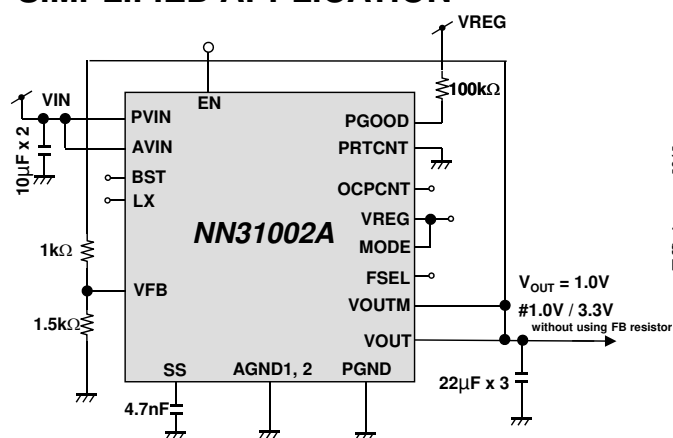 VREG
100kΩ
VIN
10µF x 2
EN
PVIN
PGOOD
AVIN
PRTCNT
BST
OCPCNT
LX
VREG
NN31002A
MODE
1kΩ
FSEL
VFB
VOUTM
VOUT = 1.0V
#1.0V / 3.3V
without using FB resistor
1.5kΩ
VOUT
SS
AGND1, 2
PGND
22µF x 3
4.7nF